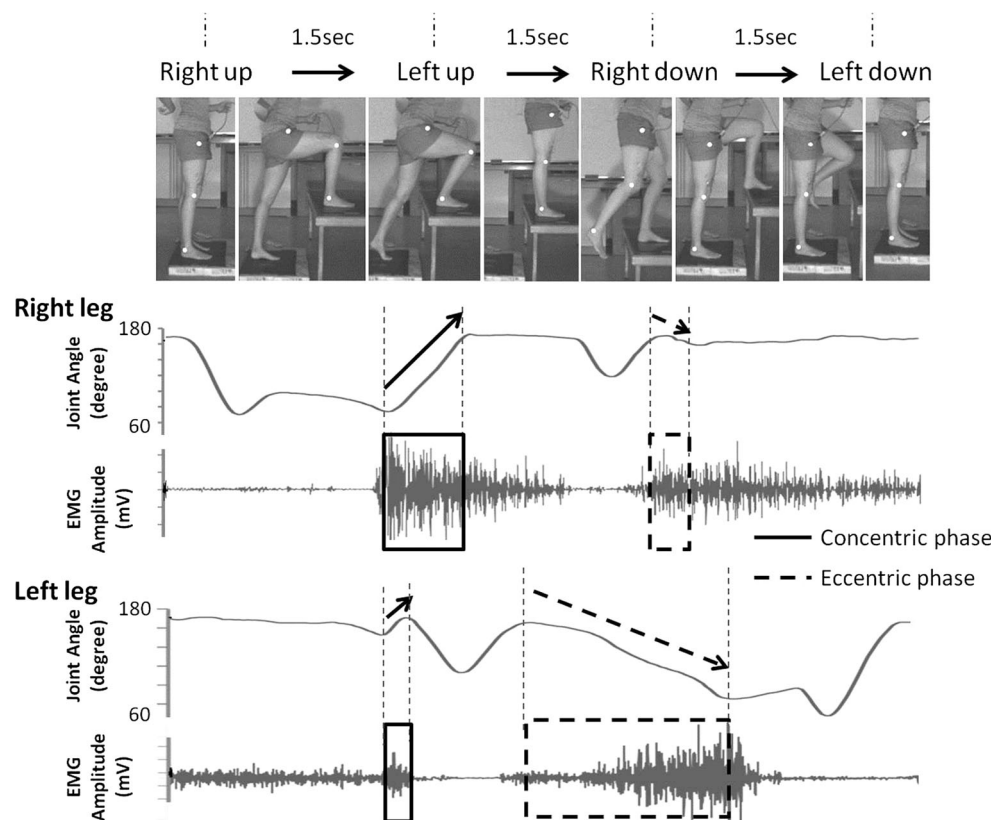 1.5sec 1.5sec 1.5sec
Right up Left up Right down Left down
Right leg
180
Joint Angle
(degree)
60
EMG
Amplitude
(mV)
Concentric phase
Eccentric phase
Left leg
180
Joint Angle
(degree)
60
EMG
Amplitude
(mV)